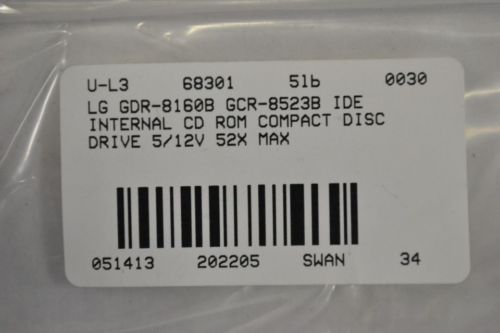 U-L3 68301 5lb 0030
LG GDR-8160B GCR-8523B IDE
INTERNAL CD ROM COMPACT DISC
DRIVE 5/12V 52X MAX
051413 202205 SWAN 34